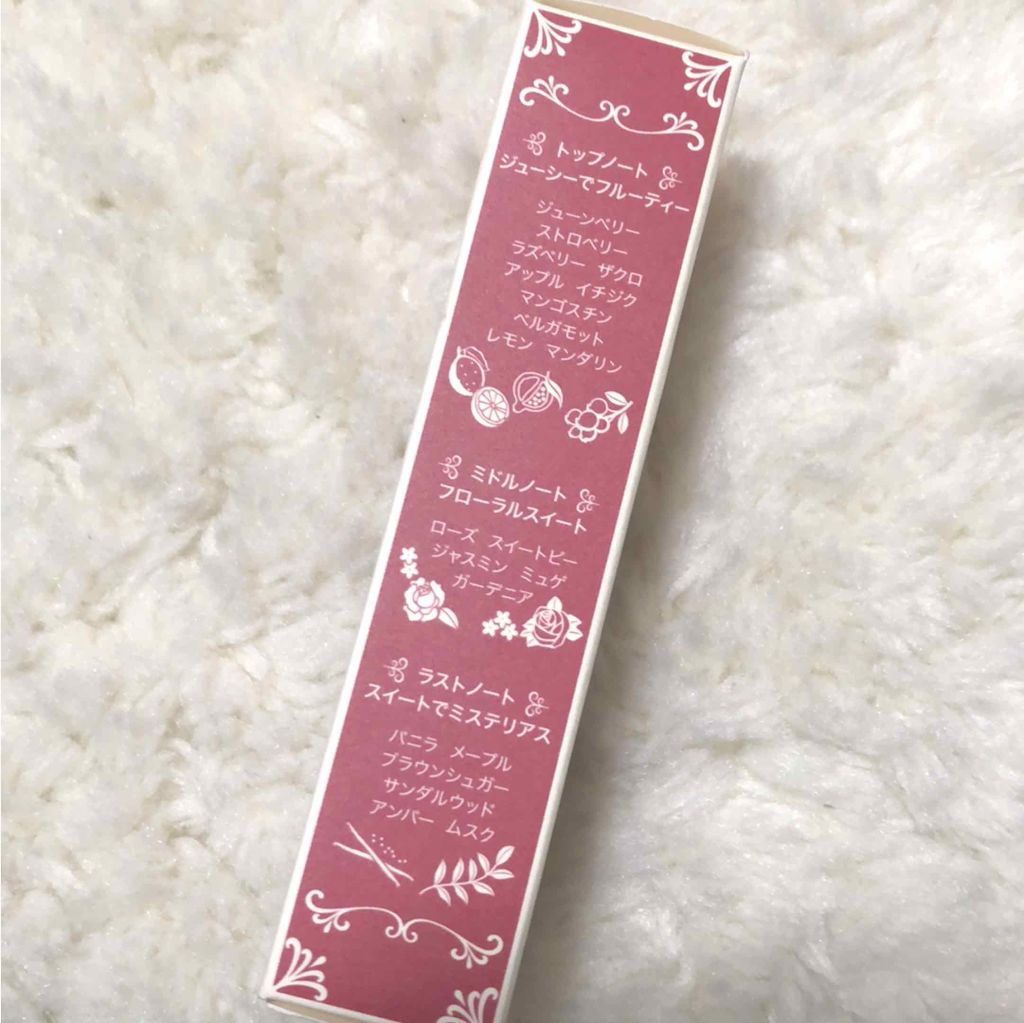 トップノート
ジューシーでフルーティー
ジューンベリー
ストロベリー
ラズベリー ザクロ
アップル イチジク
マンゴスチン
ベルガモット
レモン マンダリン
ミドルノート
フローラルスイート
ローズ スイートピー
ジャスミン ミュゲ
ガーデニア
ラストノート
スイートでミステリアス
バニラ メープル
ブラウンシュガー
サンダルウッド
アンバー ムスク